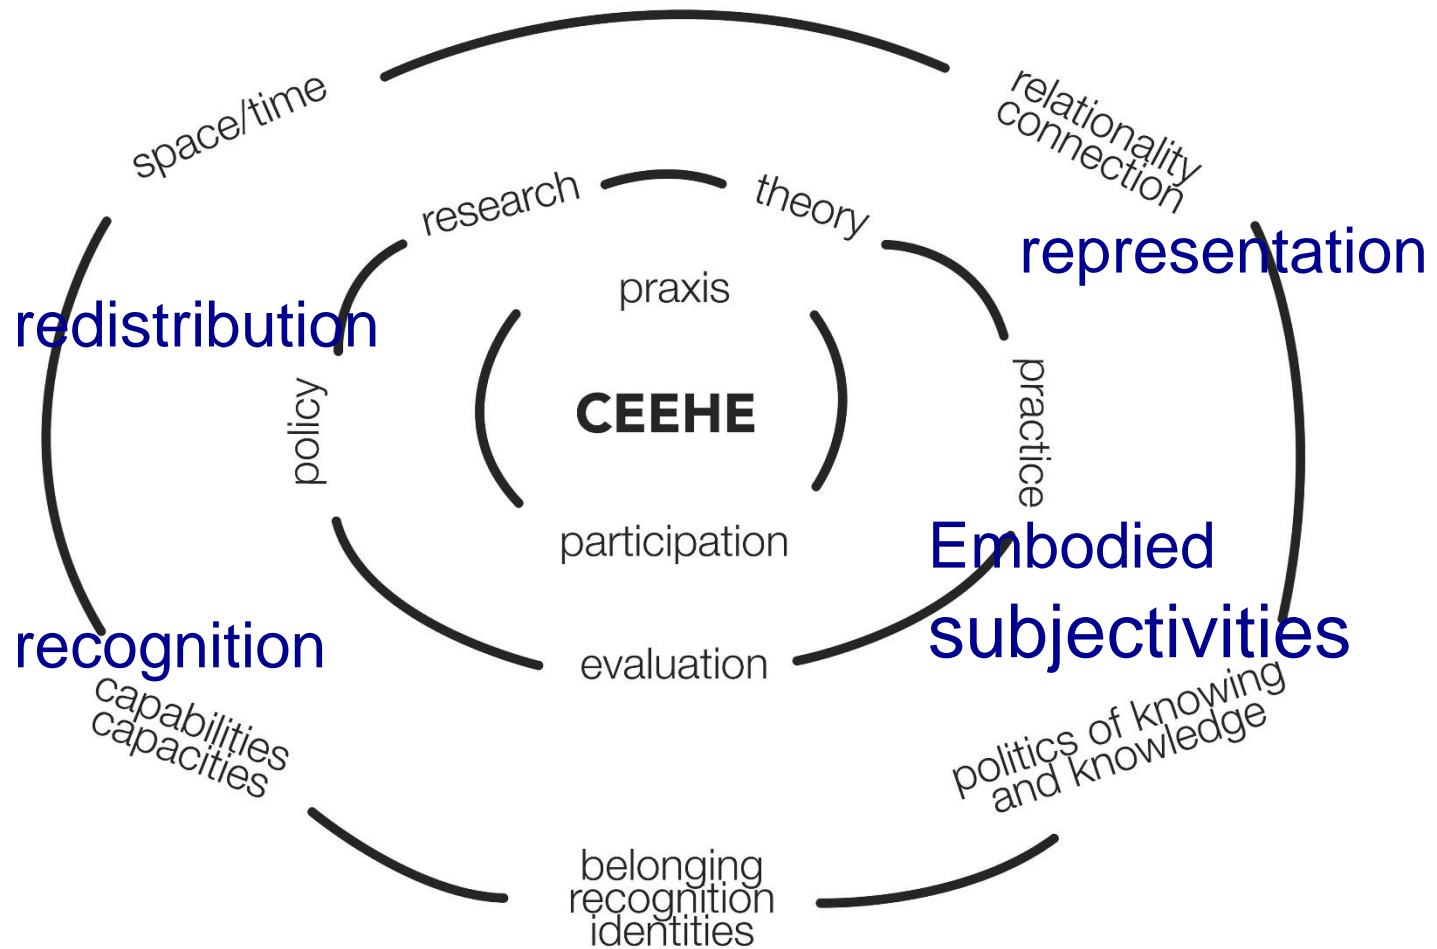 space/time
relationality
connection
research
theory
representation
praxis
redistribution
policy
CEEHE
practice
participation
Embodied
subjectivities
recognition
evaluation
capabilities
capacities
politics of knowing
and knowledge
belonging
recognition
identities